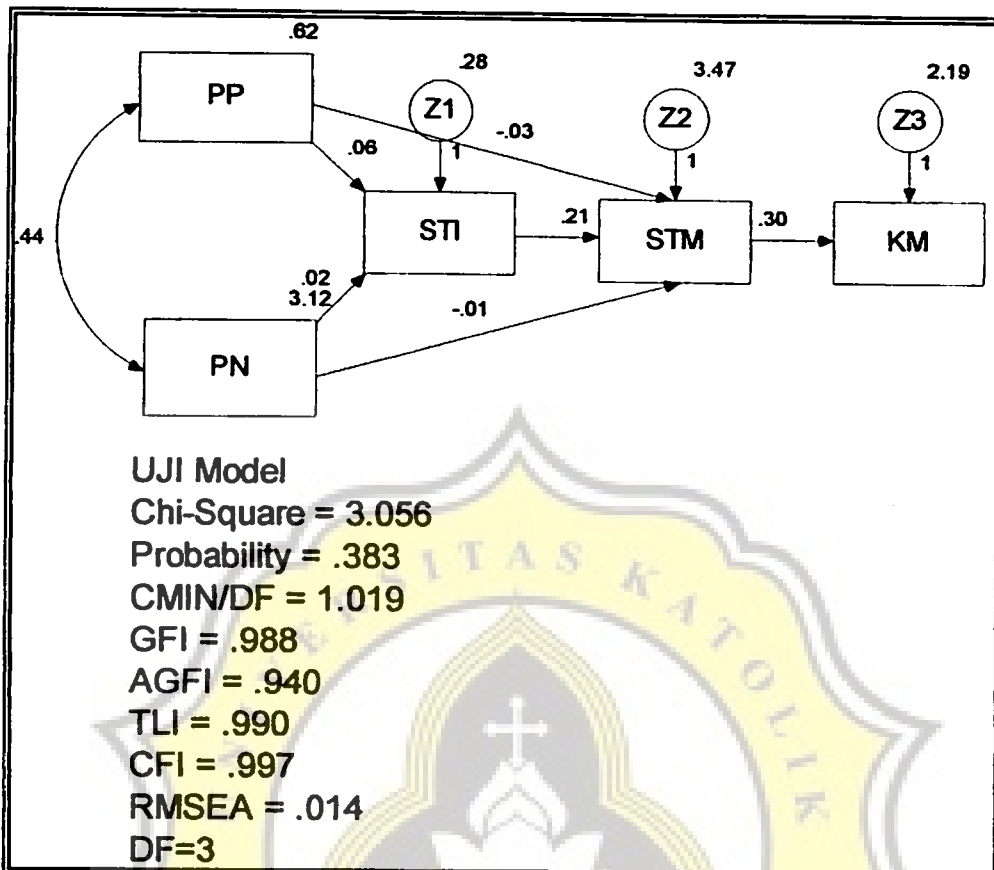 .62
PP
.28
Z1
3.47
Z2
2.19
Z3
-.03
.06
1
1
1
.44
STI
.21
STM
.30
KM
.02
3.12
-.01
PN
UJI Model
Chi-Square = 3.056
Probability = .383
CMIN/DF = 1.019
GFI = .988
AGFI = .940
TLI = .990
CFI = .997
RMSEA = .014
DF=3
SITAS KATOLIK